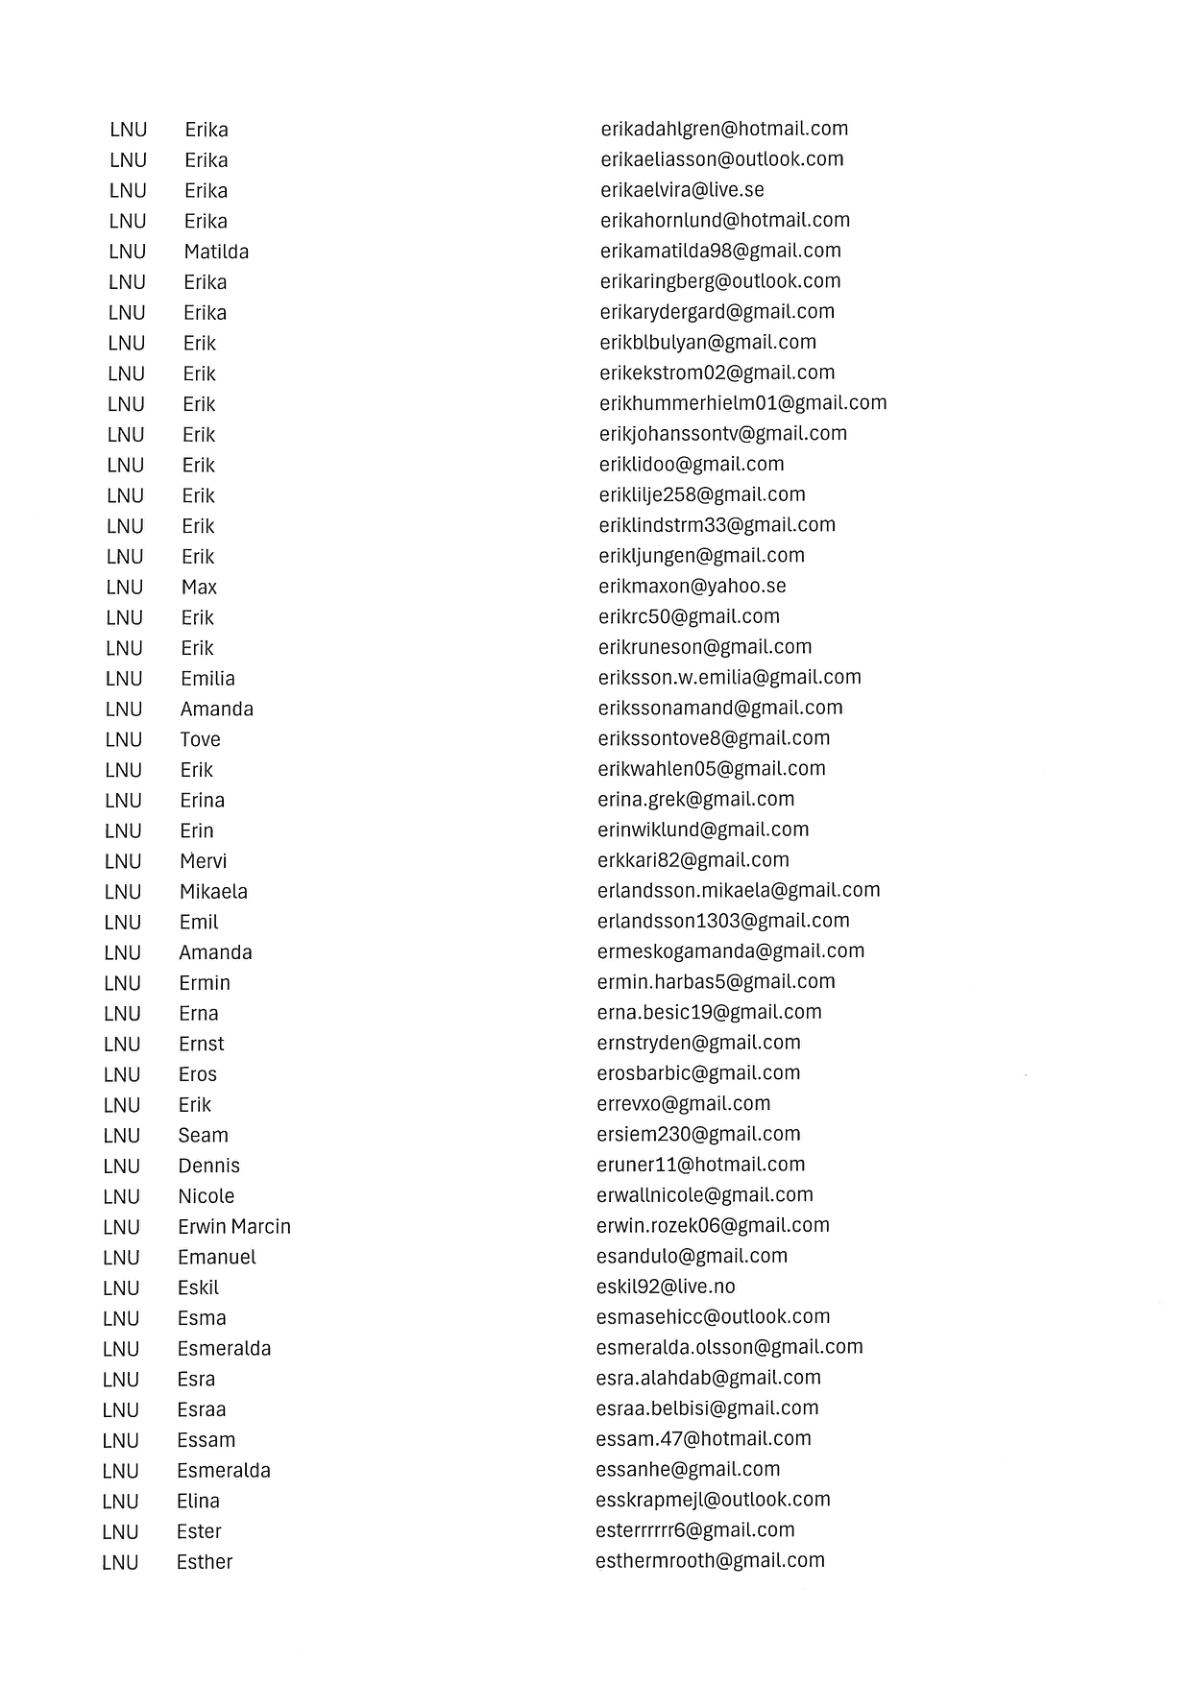 LNU Erika erikadahlgren@hotmail.com
LNU Erika erikaeliasson@outlook.com
LNU Erika erikaelvira@live.se
LNU Erika erikahornlund@hotmail.com
LNU Matilda erikamatilda98@gmail.com
LNU Erika erikaringberg@outlook.com
LNU Erika erikarydergard@gmail.com
LNU Erik erikblbulyan@gmail.com
LNU Erik erikekstrom02@gmail.com
LNU Erik erikhummerhielm01@gmail.com
LNU Erik erikjohanssontv@gmail.com
LNU Erik eriklidoo@gmail.com
LNU Erik eriklilje258@gmail.com
LNU Erik eriklindstrm33@gmail.com
LNU Erik erikljungen@gmail.com
LNU Max erikmaxon@yahoo.se
LNU Erik erikrc50@gmail.com
LNU Erik erikruneson@gmail.com
LNU Emilia eriksson.w.emilia@gmail.com
LNU Amanda erikssonamand@gmail.com
LNU Tove erikssontove8@gmail.com
LNU Erik erikwahlen05@gmail.com
LNU Erina erina.grek@gmail.com
LNU Erin erinwiklund@gmail.com
LNU Mervi erkkari82@gmail.com
LNU Mikaela erlandsson.mikaela@gmail.com
LNU Emil erlandsson1303@gmail.com
LNU Amanda ermeskogamanda@gmail.com
LNU Ermin ermin.harbas5@gmail.com
LNU Erna erna.besic19@gmail.com
LNU Ernst ernstryden@gmail.com
LNU Eros erosbarbic@gmail.com
LNU Erik errevxo@gmail.com
LNU Seam ersiem230@gmail.com
LNU Dennis eruner11@hotmail.com
LNU Nicole erwallnicole@gmail.com
LNU Erwin Marcin erwin.rozek06@gmail.com
LNU Emanuel esandulo@gmail.com
LNU Eskil eskil92@live.no
LNU Esma esmasehicc@outlook.com
LNU Esmeralda esmeralda.olsson@gmail.com
LNU Esra esra.alahdab@gmail.com
LNU Esraa esraa.belbisi@gmail.com
LNU Essam essam.47@hotmail.com
LNU Esmeralda essanhe@gmail.com
LNU Elina esskrapmejl@outlook.com
LNU Ester esterrrrrr6@gmail.com
LNU Esther esthermrooth@gmail.com